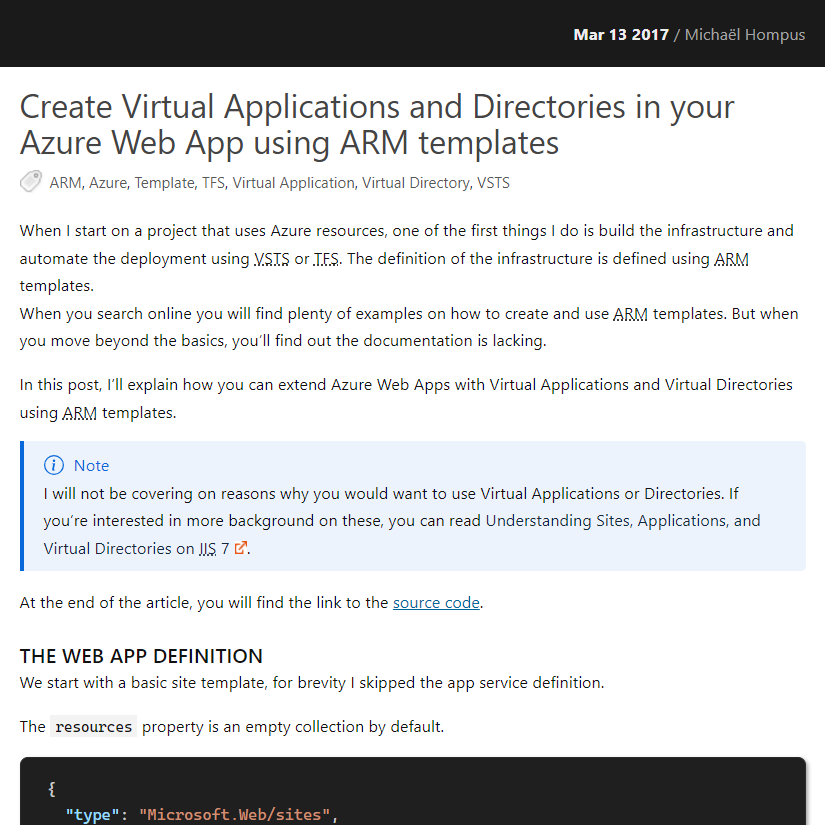 Mar 13 2017 / Michaël Hompus
Create Virtual Applications and Directories in your
Azure Web App using ARM templates
ARM, Azure, Template, TFS, Virtual Application, Virtual Directory, VSTS
When I start on a project that uses Azure resources, one of the first things I do is build the infrastructure and
automate the deployment using VSTS or TFS. The definition of the infrastructure is defined using ARM
templates.
When you search online you will find plenty of examples on how to create and use ARM templates. But when
you move beyond the basics, you’ll find out the documentation is lacking.
In this post, I’ll explain how you can extend Azure Web Apps with Virtual Applications and Virtual Directories
using ARM templates.
Note
I will not be covering on reasons why you would want to use Virtual Applications or Directories. If
you’re interested in more background on these, you can read Understanding Sites, Applications, and
Virtual Directories on IIS 7.
At the end of the article, you will find the link to the source code.
THE WEB APP DEFINITION
We start with a basic site template, for brevity I skipped the app service definition.
The resources property is an empty collection by default.
{
"type": "Microsoft.Web/sites",